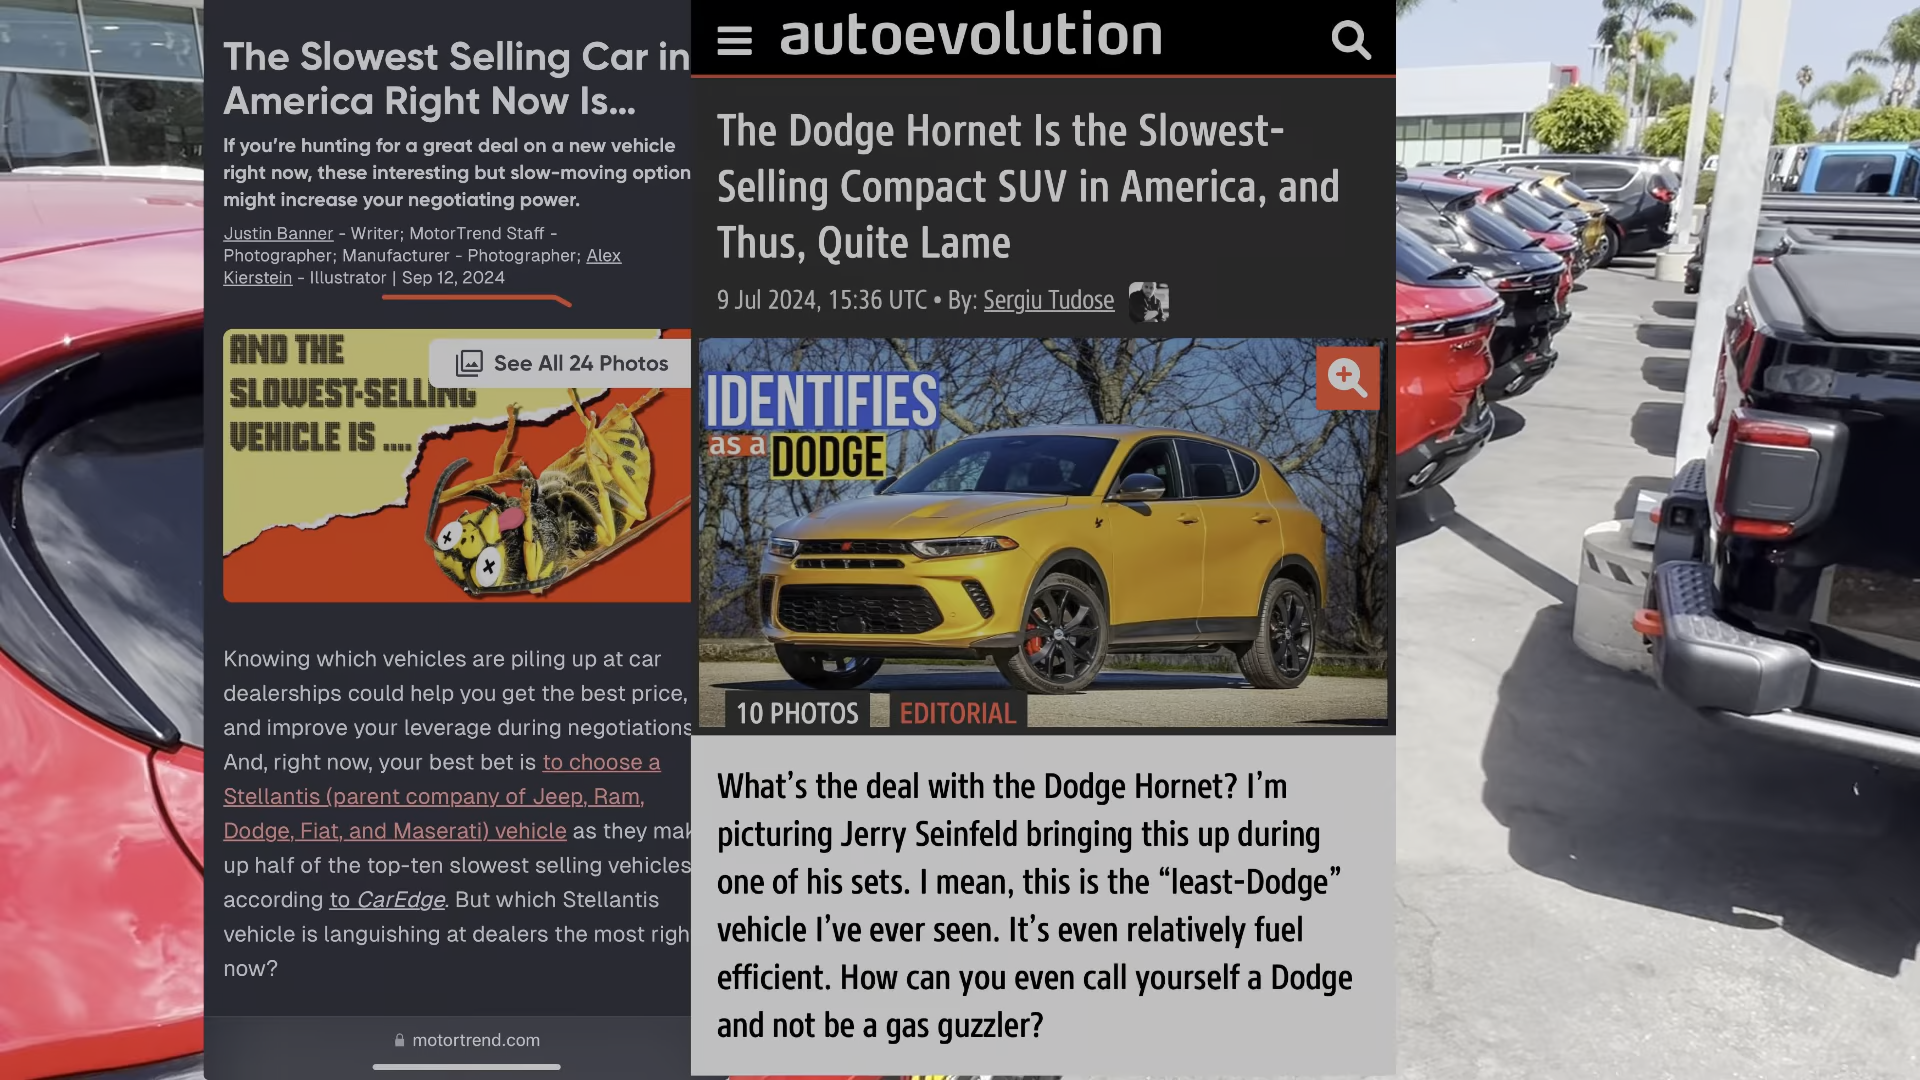 The Slowest Selling Car in
America Right Now Is...
If you're hunting for a great deal on a new vehicle
right now, these interesting but slow-moving option
might increase your negotiating power.
Justin Banner - Writer; MotorTrend Staff -
Photographer; Manufacturer - Photographer; Alex
Kierstein - Illustrator | Sep 12, 2024
AND THE
SLOWEST-SELLING
VEHICLE IS ....
See All 24 Photos
Knowing which vehicles are piling up at car
dealerships could help you get the best price,
and improve your leverage during negotiations
And, right now, your best bet is to choose a
Stellantis (parent company of Jeep, Ram,
Dodge, Fiat, and Maserati) vehicle as they mak
up half of the top-ten slowest selling vehicles
according to CarEdge. But which Stellantis
vehicle is languishing at dealers the most righ
now?
motortrend.com
autoevolution
The Dodge Hornet Is the Slowest-
Selling Compact SUV in America, and
Thus, Quite Lame
9 Jul 2024, 15:36 UTC • By: Sergiu Tudose
IDENTIFIES
as a DODGE
10 PHOTOS EDITORIAL
What's the deal with the Dodge Hornet? I'm
picturing Jerry Seinfeld bringing this up during
one of his sets. I mean, this is the “least-Dodge”
vehicle I've ever seen. It's even relatively fuel
efficient. How can you even call yourself a Dodge
and not be a gas guzzler?